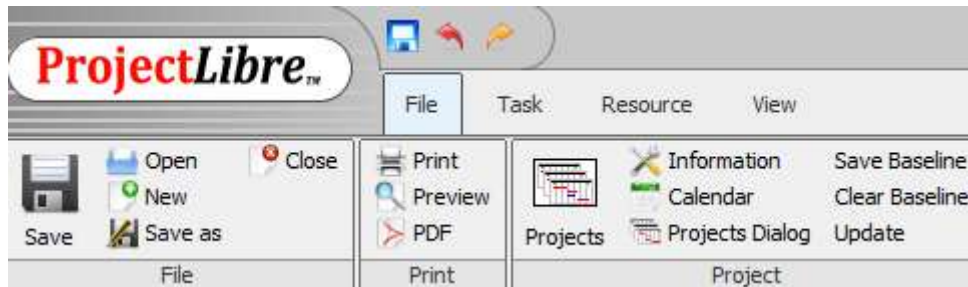 ProjectLibre™
File Task Resource View
Open Close Print Information Save Baseline
New Preview Calendar Clear Baseline
Save Save as PDF Projects Projects Dialog Update
File Print Project